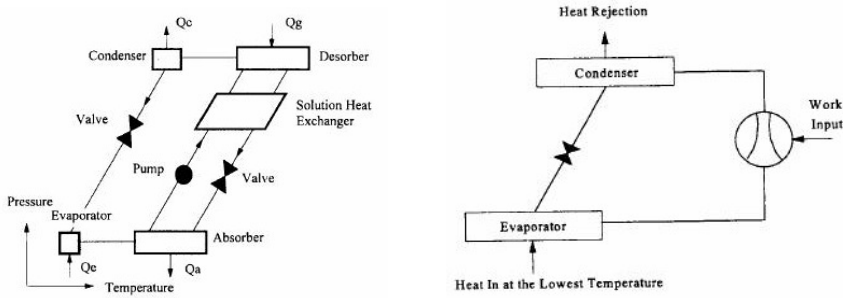 Qc
Qg
Condenser
Desorber
Valve
Solution Heat
Exchanger
Pump
Valve
Pressure
Evaporator
Absorber
Qe
Temperature
Qa
Heat Rejection
Condenser
Work
Input
Evaporator
Heat In at the Lowest Temperature